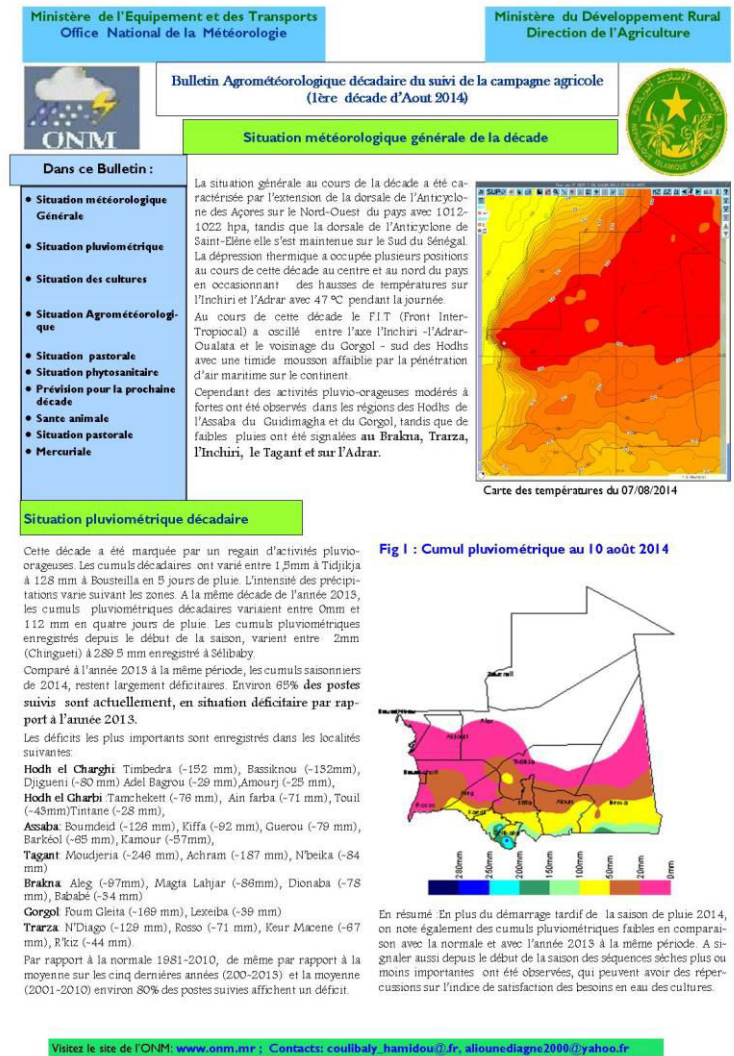 Ministère de l'Equipement et des Transports
Office National de la Météorologie
Ministère du Développement Rural
Direction de l'Agriculture
ONM
Bulletin Agrométéorologique décadaire du suivi de la campagne agricole
(1ère décade d'Aout 2014)
Situation météorologique générale de la décade
Dans ce Bulletin :
• Situation météorologique
Générale
• Situation pluviométrique
• Situation des cultures
• Situation Agrométéorologi-
que
• Situation pastorale
• Situation phytosanitaire
• Prévision pour la prochaine
décade
• Sante animale
• Situation pastorale
• Mercuriale
La situation générale au cours de la décade a été ca-
ractérisée par l'extension de la dorsale de l'Anticyclo-
ne des Açores sur le Nord-Ouest du pays avec 1012-
1022 hpa, tandis que la dorsale de l'Anticyclone de
Saint-Elène elle s'est maintenue sur le Sud du Sénégal.
La dépression thermique a occupée plusieurs positions
au cours de cette décade au centre et au nord du pays
en occasionnant des hausses de températures sur
l'Inchiri et l'Adrar avec 47 °C pendant la journée.
Au cours de cette décade le F.I.T (Front Inter-
Tropiocal) a oscillé entre l'axe l'Inchiri -l'Adrar-
Oualata et le voisinage du Gorgol - sud des Hodhs
avec une timide mousson affaiblie par la pénétration
d'air maritime sur le continent.
Cependant des activités pluvio-orageuses modérés à
fortes ont été observés dans les régions des Hodhs de
l'Assaba du Guidimagha et du Gorgol, tandis que de
faibles pluies ont été signalées au Brakna, Trarza,
l'Inchiri, le Tagant et sur l'Adrar.
Carte des températures du 07/08/2014
Situation pluviométrique décadaire
Cette décade a été marquée par un regain d'activités pluvio-
orageuses. Les cumuls décadaires ont varié entre 1,5mm à Tidjikja
à 128 mm à Bousteilla en 5 jours de pluie. L'intensité des précipi-
tations varie suivant les zones. A la même décade de l'année 2013,
les cumuls pluviométriques décadaires variaient entre 0mm et
112 mm en quatre jours de pluie. Les cumuls pluviométriques
enregistrés depuis le début de la saison, varient entre 2mm
(Chingueti) à 289.5 mm enregistré à Sélibaby.
Comparé à l'année 2013 à la même période, les cumuls saisonniers
de 2014, restent largement déficitaires. Environ 65% des postes
suivis sont actuellement, en situation déficitaire par rap-
port à l'année 2013.
Les déficits les plus importants sont enregistrés dans les localités
suivantes:
Hodh el Charghi: Timbedra (-152 mm), Bassiknou (-132mm),
Djigueni (-80 mm) Adel Bagrou (-29 mm),Amourj (-25 mm),
Hodh el Gharbi :Tamchekett (-76 mm), Ain farba (-71 mm), Touil
(-43mm)Tintane (-28 mm),
Assaba: Boumdeid (-126 mm), Kiffa (-92 mm), Guerou (-79 mm),
Barkéol (-65 mm), Kamour (-57mm),
Tagant: Moudjeria (-246 mm), Achram (-187 mm), N'beika (-84
mm)
Brakna: Aleg (-97mm), Magta Lahjar (-86mm), Dionaba (-78
mm), Bababé (-34 mm)
Gorgol: Foum Gleita (-169 mm), Lexeiba (-39 mm)
Trarza: N'Diago (-129 mm), Rosso (-71 mm), Keur Macene (-67
mm), R'kiz (-44 mm).
Par rapport à la normale 1981-2010, de même par rapport à la
moyenne sur les cinq dernières années (200-2013) et la moyenne
(2001-2010) environ 80% des postes suivies affichent un déficit.
Fig 1 : Cumul pluviométrique au 10 août 2014
Atar
Akjoujt
Tidjikja
Rosso
Aleg
Kaedi
Kiffa
Aioun
Nema
280mm
250mm
200mm
150mm
100mm
50mm
20mm
0mm
En résumé :En plus du démarrage tardif de la saison de pluie 2014,
on note également des cumuls pluviométriques faibles en comparai-
son avec la normale et avec l'année 2013 à la même période. A si-
gnaler aussi depuis le début de la saison des séquences sèches plus ou
moins importantes ont été observées, qui peuvent avoir des réper-
cussions sur l'indice de satisfaction des besoins en eau des cultures.
Visitez le site de l'ONM: www.onm.mr ; Contacts: coulibaly_hamidou@.fr, aliounediagne2000@yahoo.fr